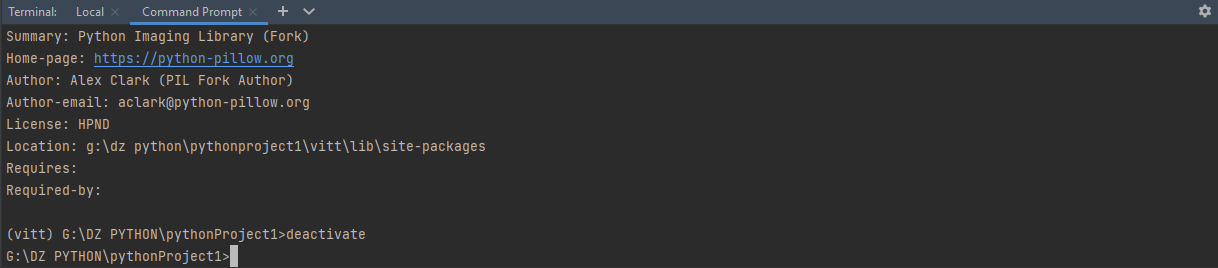 Terminal: Local × Command Prompt × +
Summary: Python Imaging Library (Fork)
Home-page: https://python-pillow.org
Author: Alex Clark (PIL Fork Author)
Author-email: aclark@python-pillow.org
License: HPND
Location: g:\dz python\pythonproject1\vitt\lib\site-packages
Requires:
Required-by:
(vitt) G:\DZ PYTHON\pythonProject1>deactivate
G:\DZ PYTHON\pythonProject1>